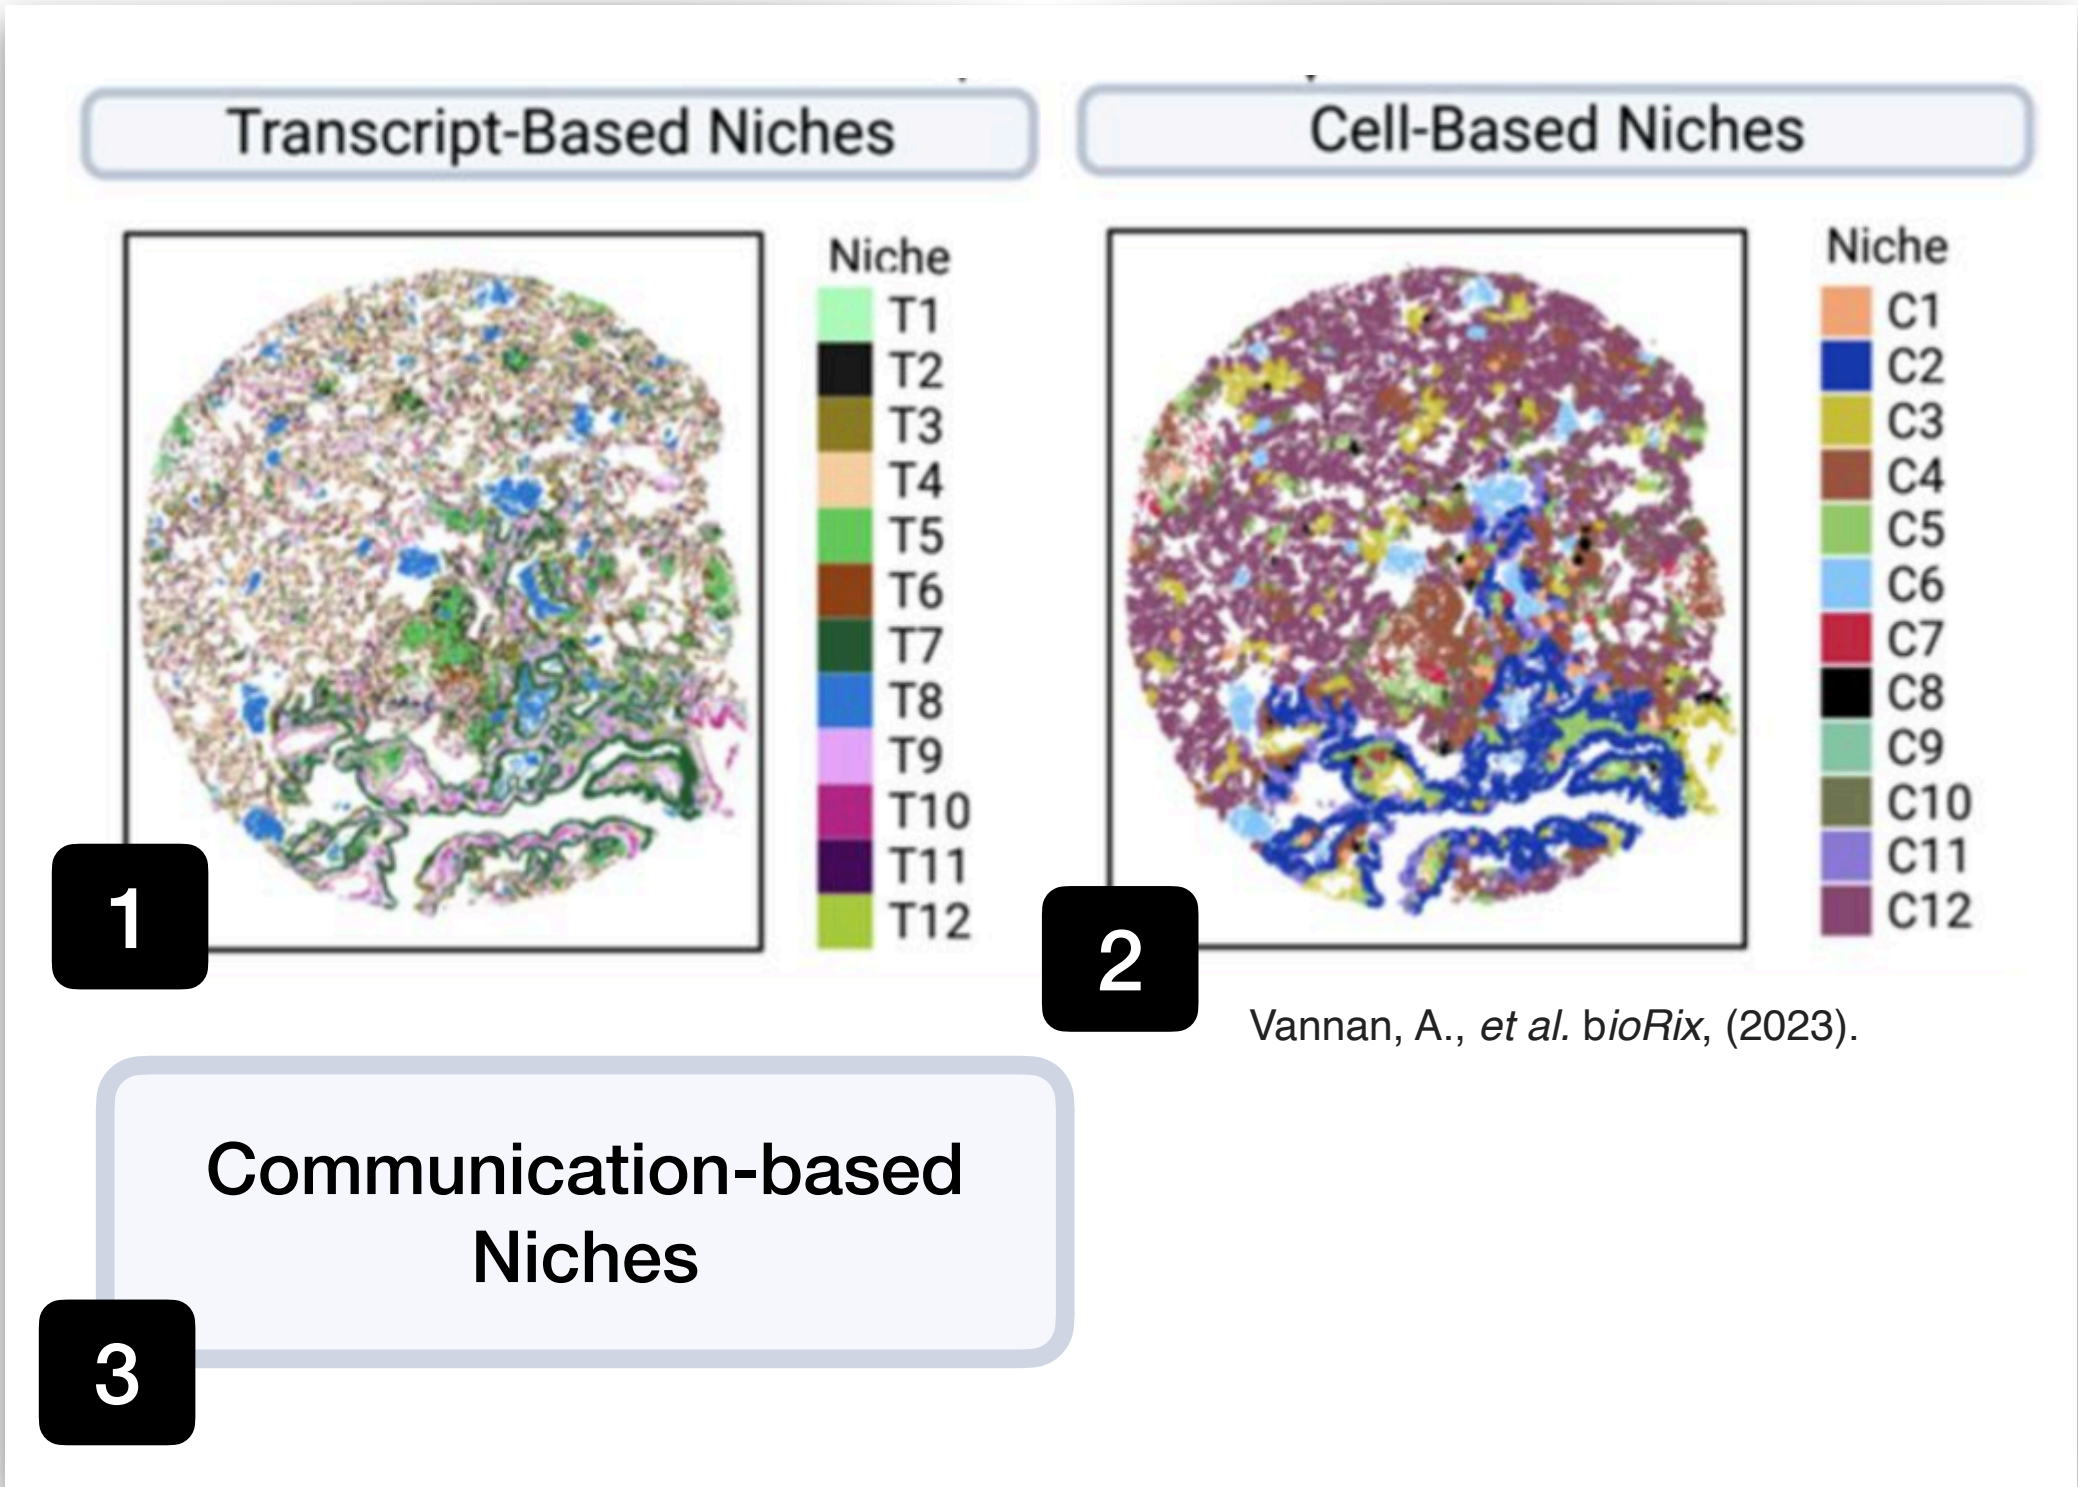 Transcript-Based Niches
Cell-Based Niches
Niche
T1
T2
T3
T4
T5
T6
T7
T8
T9
T10
T11
T12
1
Niche
C1
C2
C3
C4
C5
C6
C7
C8
C9
C10
C11
C12
2
Vannan, A., et al. bioRix, (2023).
Communication-based
Niches
3